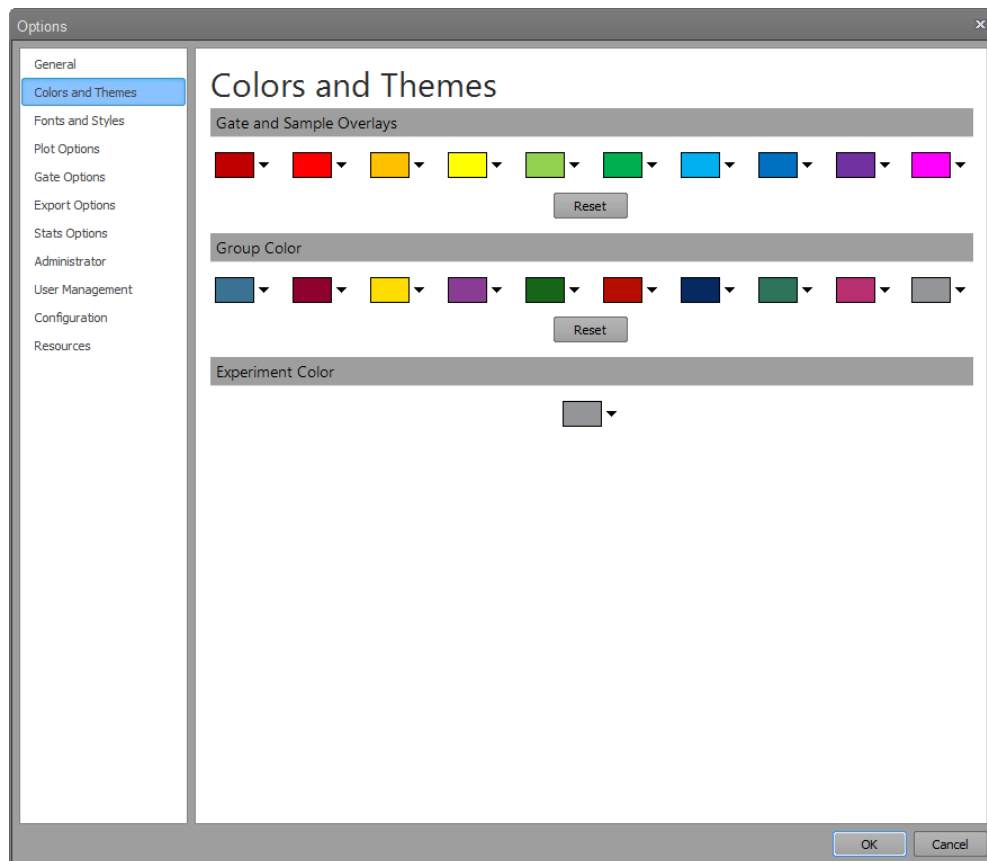 Options
General
Colors and Themes
Fonts and Styles
Plot Options
Gate Options
Export Options
Stats Options
Administrator
User Management
Configuration
Resources
Colors and Themes
Gate and Sample Overlays
Reset
Group Color
Reset
Experiment Color
OK
Cancel